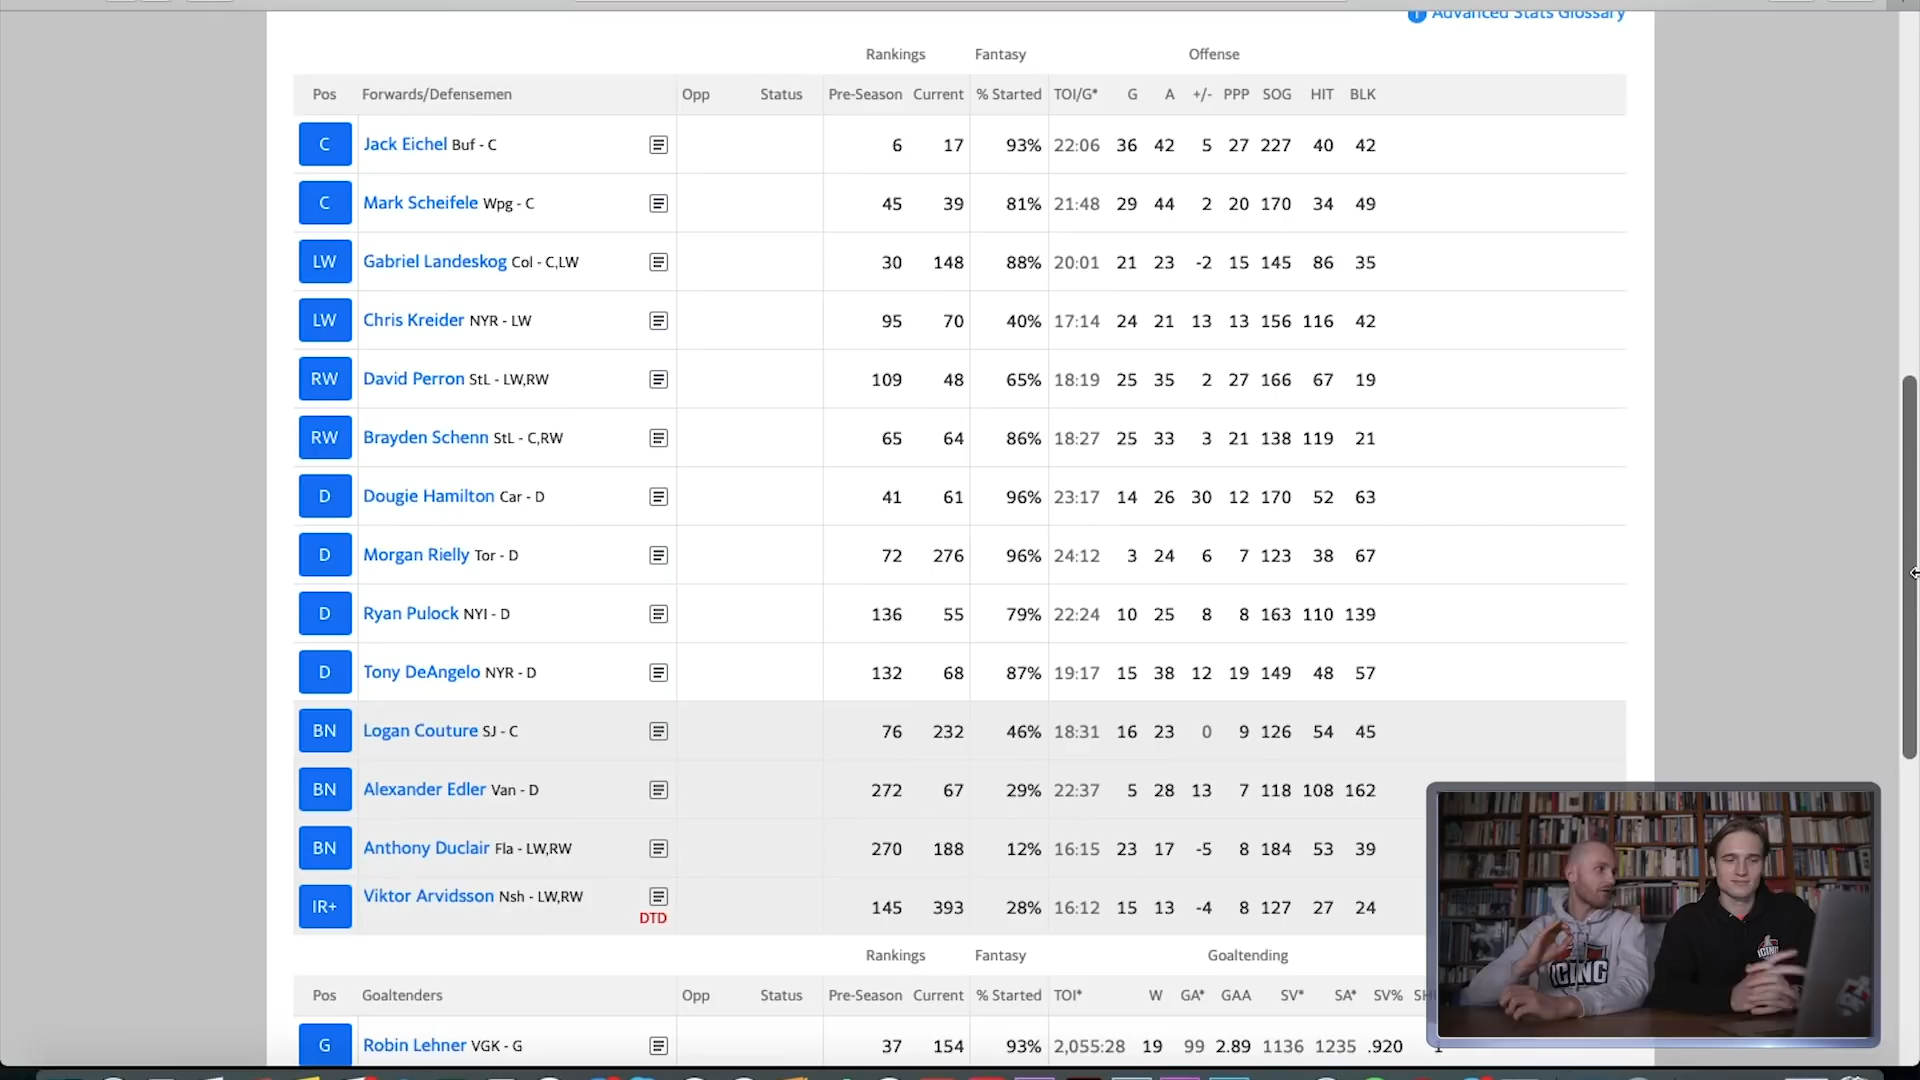 Advanced Stats Glossary
Rankings Fantasy Offense
Pos Forwards/Defensemen Opp Status Pre-Season Current % Started TOI/G* G A +/- PPP SOG HIT BLK
C Jack Eichel Buf - C 6 17 93% 22:06 36 42 5 27 227 40 42
C Mark Scheifele Wpg - C 45 39 81% 21:48 29 44 2 20 170 34 49
LW Gabriel Landeskog Col - C,LW 30 148 88% 20:01 21 23 -2 15 145 86 35
LW Chris Kreider NYR - LW 95 70 40% 17:14 24 21 13 13 156 116 42
RW David Perron StL - LW,RW 109 48 65% 18:19 25 35 2 27 166 67 19
RW Brayden Schenn StL - C,RW 65 64 86% 18:27 25 33 3 21 138 119 21
D Dougie Hamilton Car - D 41 61 96% 23:17 14 26 30 12 170 52 63
D Morgan Rielly Tor - D 72 276 96% 24:12 3 24 6 7 123 38 67
D Ryan Pulock NYI - D 136 55 79% 22:24 10 25 8 8 163 110 139
D Tony DeAngelo NYR - D 132 68 87% 19:17 15 38 12 19 149 48 57
BN Logan Couture SJ - C 76 232 46% 18:31 16 23 0 9 126 54 45
BN Alexander Edler Van - D 272 67 29% 22:37 5 28 13 7 118 108 162
BN Anthony Duclair Fla - LW,RW 270 188 12% 16:15 23 17 -5 8 184 53 39
IR+ Viktor Arvidsson Nsh - LW,RW 145 393 28% 16:12 15 13 -4 8 127 27 24
DTD
Rankings Fantasy Goaltending
Pos Goaltenders Opp Status Pre-Season Current % Started TOI* W GA* GAA SV* SA* SV%
G Robin Lehner VGK - G 37 154 93% 2,055:28 19 99 2.89 1136 1235 .920
ICING
ICING